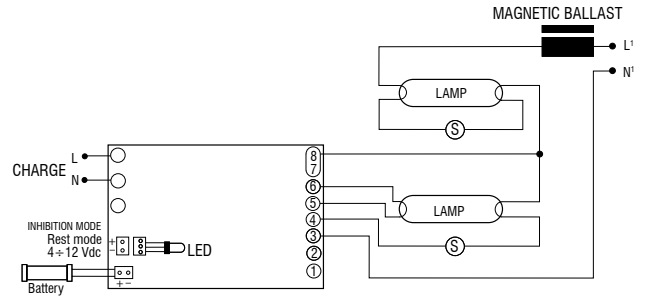 MAGNETIC BALLAST
L¹
N¹
LAMP
S
L
CHARGE
N
8
7
6
5
4
3
2
1
LAMP
S
INHIBITION MODE
Rest mode
4÷12 Vdc
+
−
LED
Battery
+ −